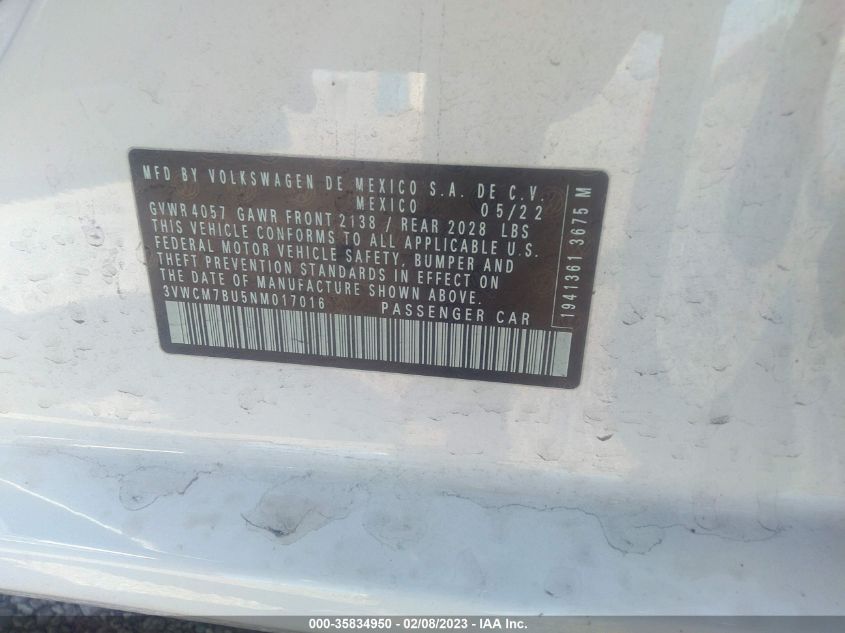 MFD BY VOLKSWAGEN DE MEXICO S.A. DE C.V.
MEXICO 05/22
GVWR 4057 GAWR FRONT 2138 / REAR 2028 LBS
THIS VEHICLE CONFORMS TO ALL APPLICABLE U.S.
FEDERAL MOTOR VEHICLE SAFETY, BUMPER AND
THEFT PREVENTION STANDARDS IN EFFECT ON
THE DATE OF MANUFACTURE SHOWN ABOVE.
3VWCM7BU5NM017016 PASSENGER CAR
1941361 3675 M
000-35834950 - 02/08/2023 - IAA Inc.